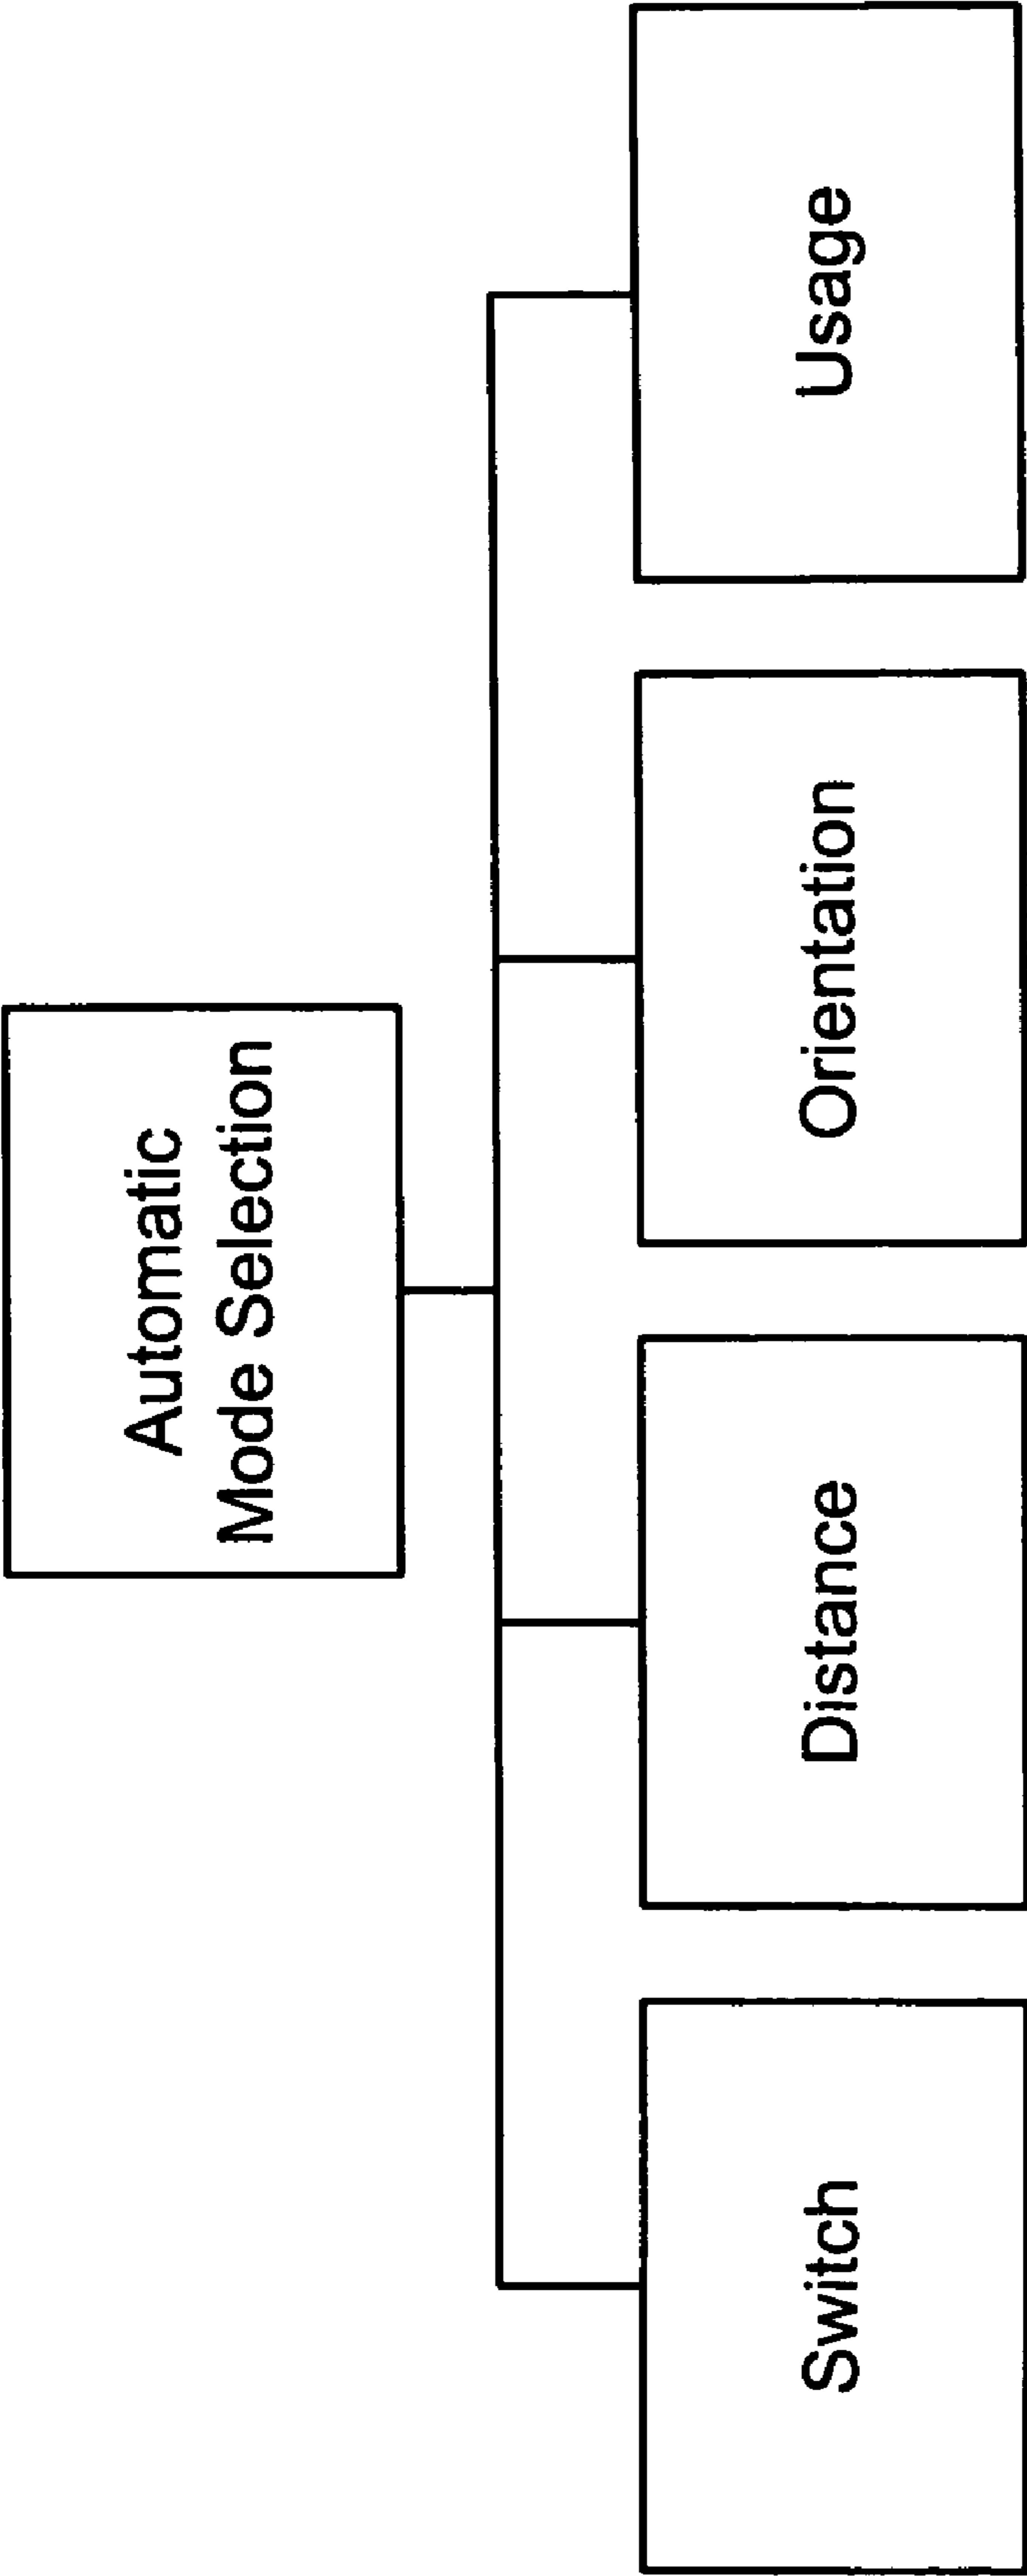 Automatic
Mode Selection
Switch
Distance
Orientation
Usage